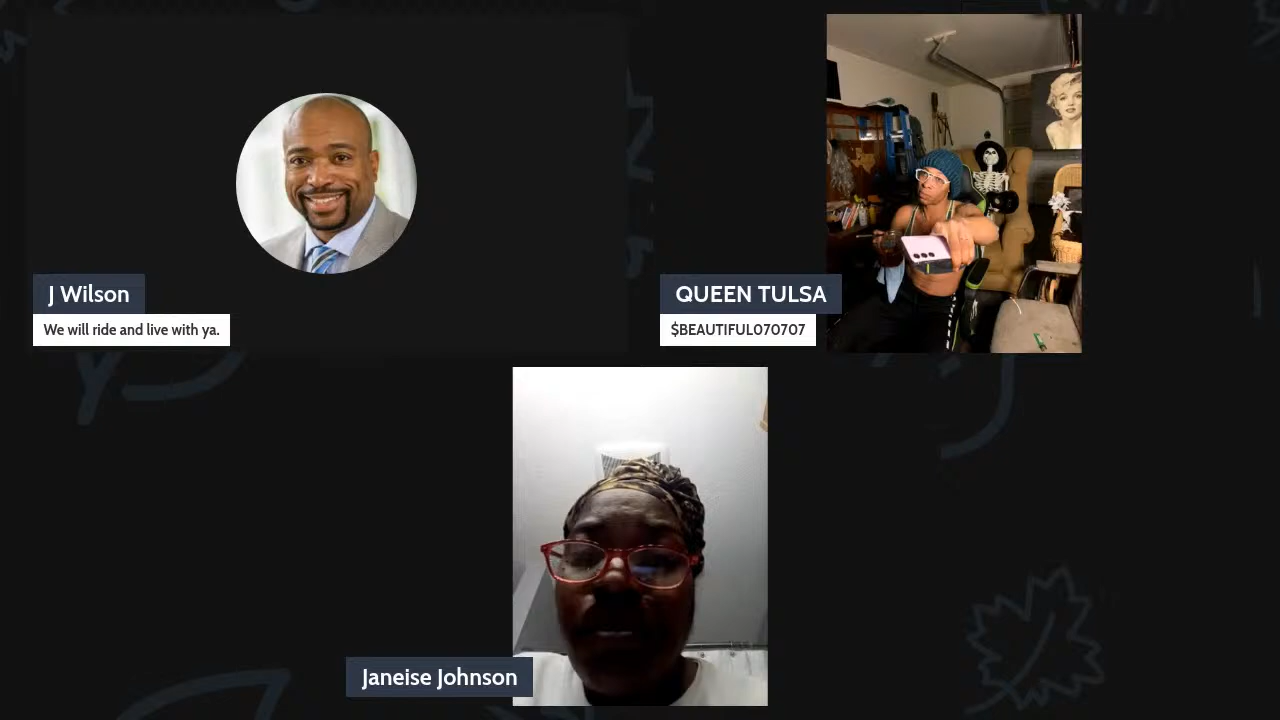 J Wilson
We will ride and live with ya.
QUEEN TULSA
$BEAUTIFUL070707
Janeise Johnson